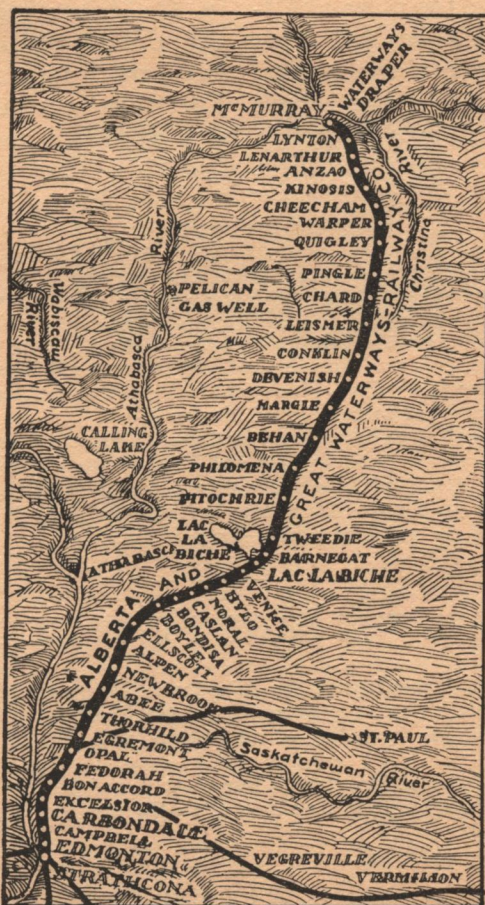 WATERWAYS
DRAPER
McMURRAY
LYNTON
LENARTHUR
ANZAO
KINOSIS
CHEECHAM
WARPER
QUIGLEY
PINGLE
CHARD
LEISMER
CONKLIN
DEVENISH
MARGIE
BEHAN
PHILOMENA
PITOCHRIE
TWEEDIE
BARNEGAT
LAC LA BICHE
VENICE
HYLO
NORAL
CASLAN
BONDISA
BOYLE
ELLSCOTT
ALPEN
NEWBROOK
ABEE
THORHILD
EGREMONT
OPAL
FEDORAH
BON ACCORD
EXCELSIOR
CARBONDALE
CAMPBELL
EDMONTON
STRATHCONA
ALBERTA AND GREAT WATERWAYS-RAILWAY CO
River Christina
Athabasca River
PELICAN
GAS WELL
Wabiscaw
River
CALLING
LAKE
LAC
LA
BICHE
ATHABASCA
ST. PAUL
Saskatchewan River
VEGREVILLE
VERMILION